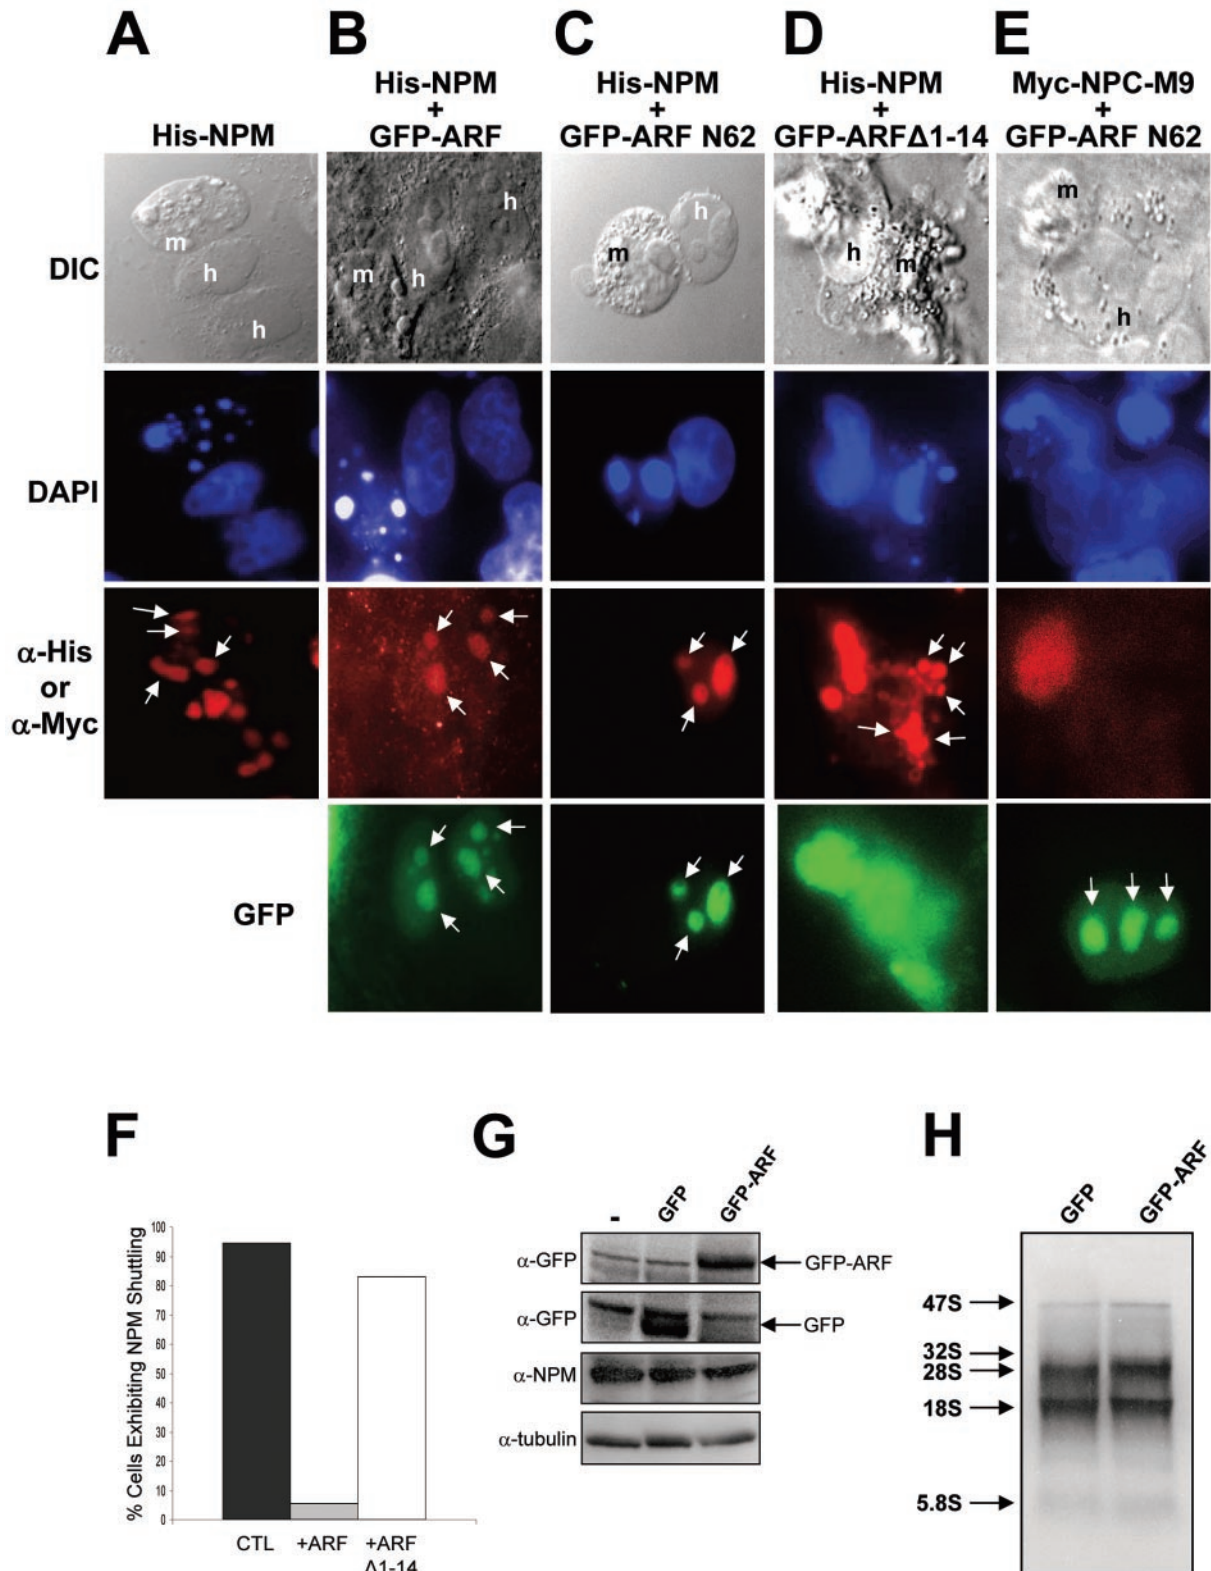 A B C D E
His-NPM
His-NPM
+
GFP-ARF
His-NPM
+
GFP-ARF N62
His-NPM
+
GFP-ARFΔ1-14
Myc-NPC-M9
+
GFP-ARF N62
DIC
m
h
h
m
h
h
m
h
h
m
m
h
DAPI
α-His
or
α-Myc
GFP
F
% Cells Exhibiting NPM Shuttling
100
90
80
70
60
50
40
30
20
10
0
CTL
+ARF
+ARF
Δ1-14
G
- GFP GFP-ARF
α-GFP GFP-ARF
α-GFP GFP
α-NPM
α-tubulin
H
GFP GFP-ARF
47S
32S
28S
18S
5.8S